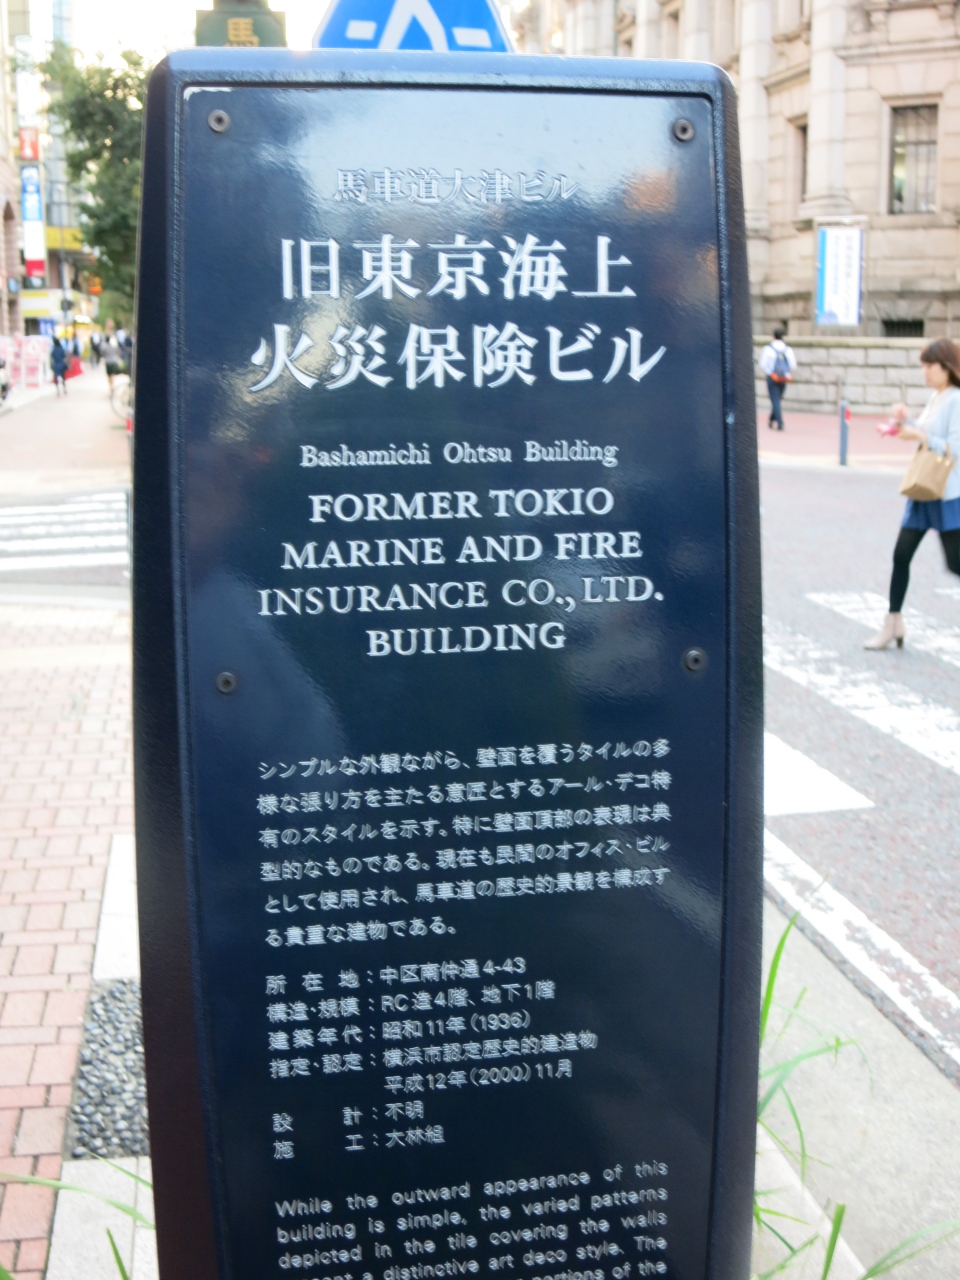 馬
馬車道大津ビル
旧東京海上
火災保険ビル
Bashamichi Ohtsu Building
FORMER TOKIO
MARINE AND FIRE
INSURANCE CO., LTD.
BUILDING
シンプルな外観ながら、壁面を覆うタイルの多
様な張り方を主たる意匠とするアール・デコ特
有のスタイルを示す。特に壁面頂部の表現は典
型的なものである。現在も民間のオフィス・ビル
として使用され、馬車道の歴史的景観を構成す
る貴重な建物である。
所在地：中区南仲通4-43
構造・規模：RC造4階、地下1階
建築年代：昭和11年（1936）
指定・認定：横浜市認定歴史的建造物
平成12年（2000）11月
設計：不明
施工：大林組
While the outward appearance of this
building is simple, the varied patterns
depicted in the tile covering the walls
a distinctive art deco style. The
portions of the